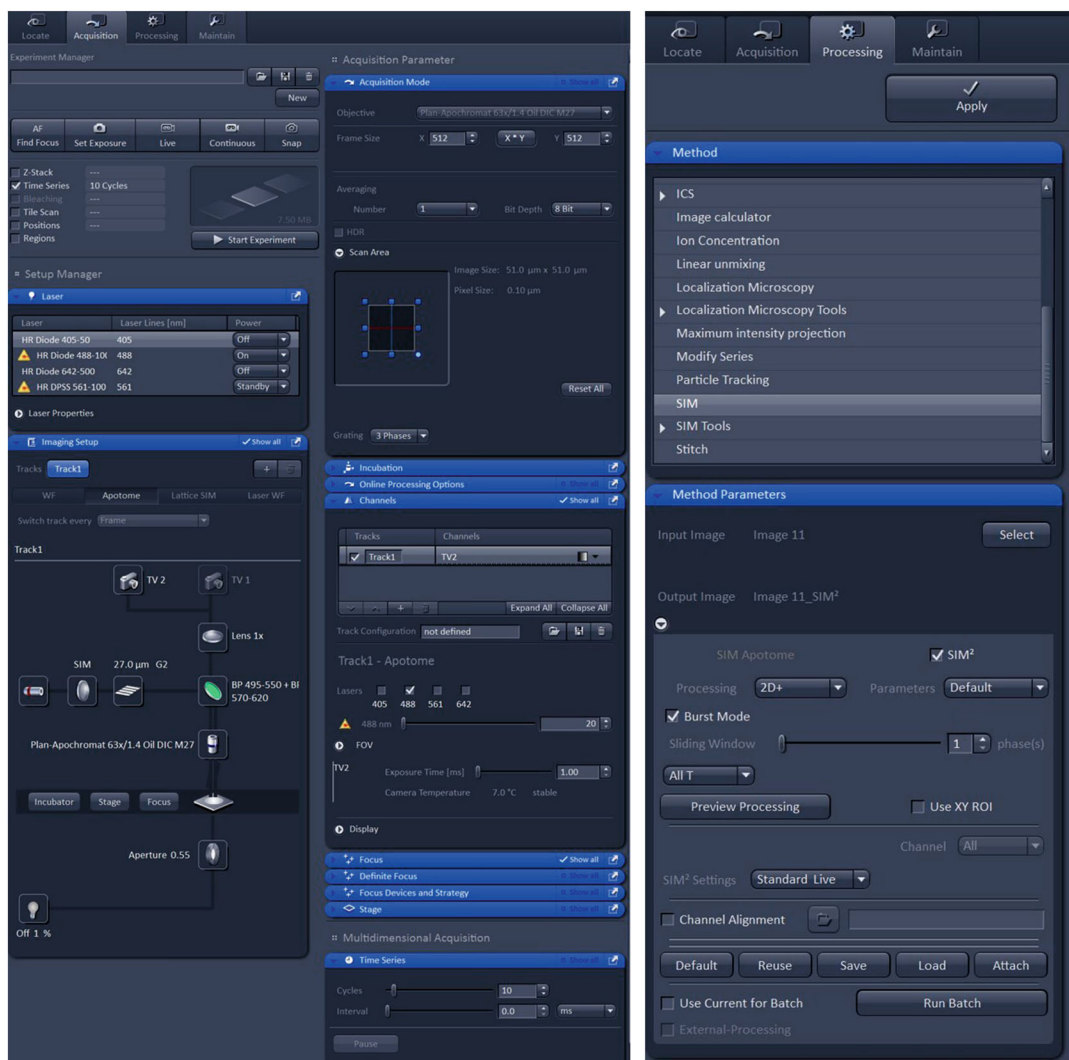 Locate Acquisition Processing Maintain
Experiment Manager
New
AF
Find Focus Set Exposure Live Continuous Snap
Z-Stack ---
Time Series 10 Cycles
Bleaching ---
Tile Scan ---
Positions ---
Regions
7.50 MB
Start Experiment
Setup Manager
Laser
Laser Laser Lines [nm] Power
HR Diode 405-50 405 Off
HR Diode 488-10( 488 On
HR Diode 642-500 642 Off
HR DPSS 561-100 561 Standby
Laser Properties
Imaging Setup Show all
Tracks Track1 +
WF Apotome Lattice SIM Laser WF
Switch track every Frame
Track1
TV 2 TV 1
Lens 1x
SIM 27.0 µm G2
BP 495-550 + BF
570-620
Plan-Apochromat 63x/1.4 Oil DIC M27
Incubator Stage Focus
Aperture 0.55
Off 1 %
Acquisition Parameter
Acquisition Mode Show all
Objective Plan-Apochromat 63x/1.4 Oil DIC M27
Frame Size X 512 X * Y Y 512
Averaging
Number 1 Bit Depth 8 Bit
HDR
Scan Area
Image Size: 51.0 µm x 51.0 µm
Pixel Size: 0.10 µm
Reset All
Grating 3 Phases
Incubation
Online Processing Options Show all
Channels Show all
Tracks Channels
Track1 TV2
+ Expand All Collapse All
Track Configuration not defined
Track1 - Apotome
Lasers
405 488 561 642
488 nm 20
FOV
TV2 Exposure Time [ms] 1.00
Camera Temperature 7.0 °C stable
Display
Focus Show all
Definite Focus Show all
Focus Devices and Strategy Show all
Stage Show all
Multidimensional Acquisition
Time Series Show all
Cycles 10
Interval 0.0 ms
Pause
Locate Acquisition Processing Maintain
Apply
Method
ICS
Image calculator
Ion Concentration
Linear unmixing
Localization Microscopy
Localization Microscopy Tools
Maximum intensity projection
Modify Series
Particle Tracking
SIM
SIM Tools
Stitch
Method Parameters
Input Image Image 11 Select
Output Image Image 11_SIM²
SIM Apotome SIM²
Processing 2D+ Parameters Default
Burst Mode
Sliding Window 1 phase(s)
All T
Preview Processing Use XY ROI
Channel All
SIM² Settings Standard Live
Channel Alignment
Default Reuse Save Load Attach
Use Current for Batch Run Batch
External-Processing